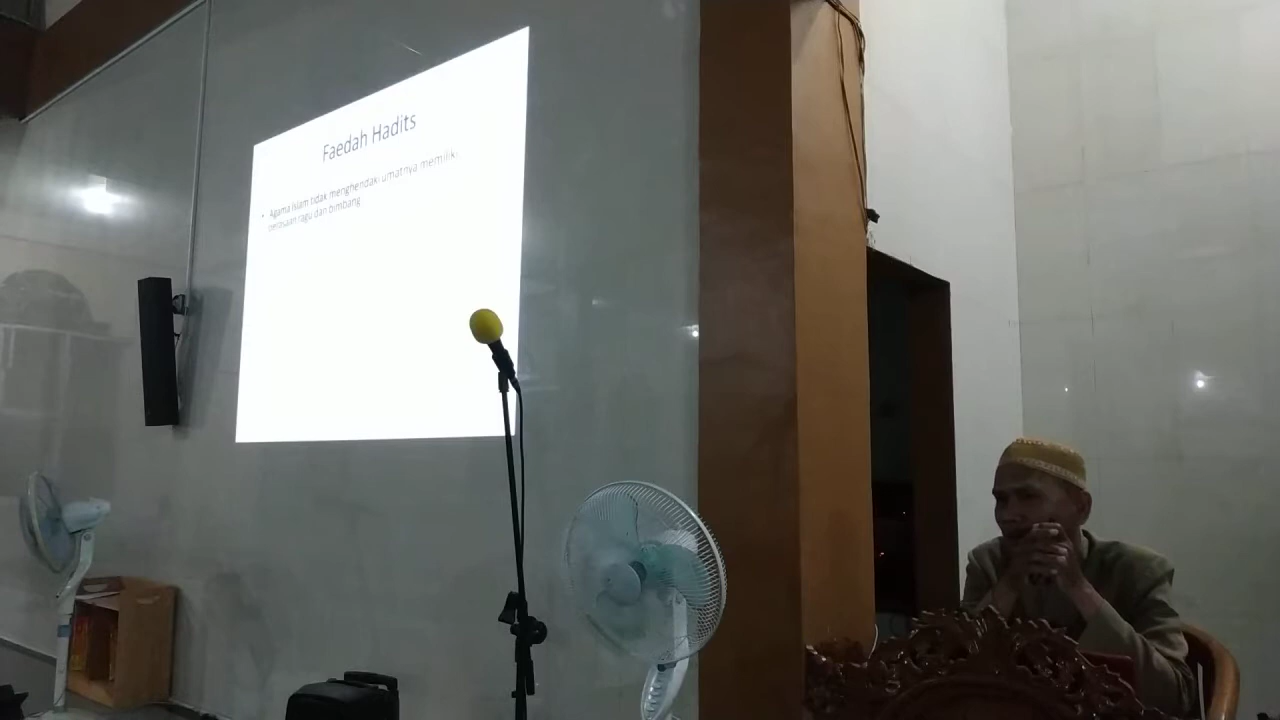 Faedah Hadits
• Agama Islam tidak menghendaki umatnya memiliki
perasaan ragu dan bimbang